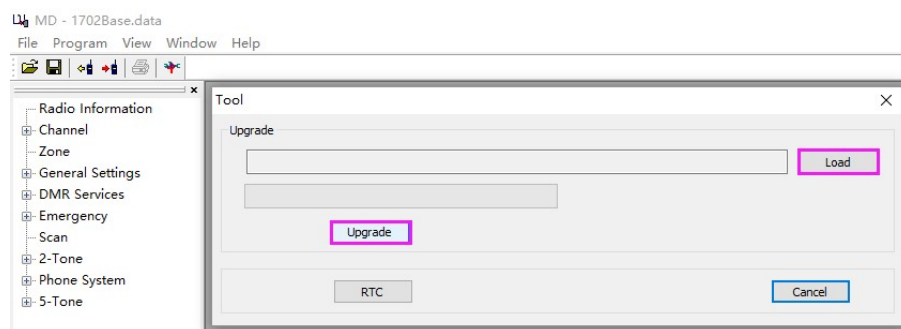 MD - 1702Base.data
File Program View Window Help
Radio Information
Channel
Zone
General Settings
DMR Services
Emergency
Scan
2-Tone
Phone System
5-Tone
Tool
Upgrade
Load
Upgrade
RTC
Cancel